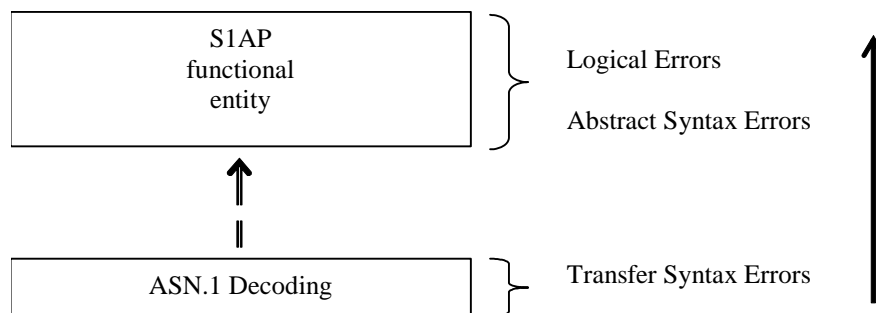 S1AP
functional
entity
Logical Errors
Abstract Syntax Errors
ASN.1 Decoding
Transfer Syntax Errors